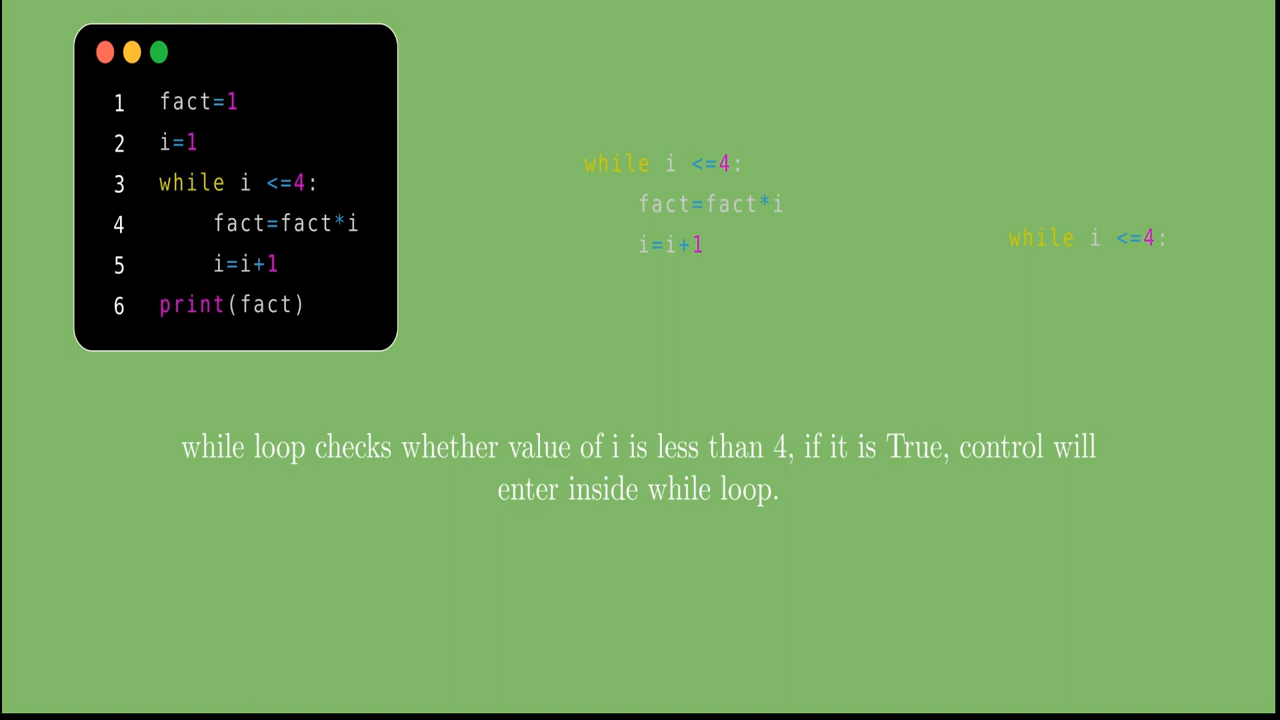 1 fact=1
2 i=1
3 while i <=4:
4 fact=fact*i
5 i=i+1
6 print(fact)
while i <=4:
fact=fact*i
i=i+1
while i <=4:
while loop checks whether value of i is less than 4, if it is True, control will
enter inside while loop.